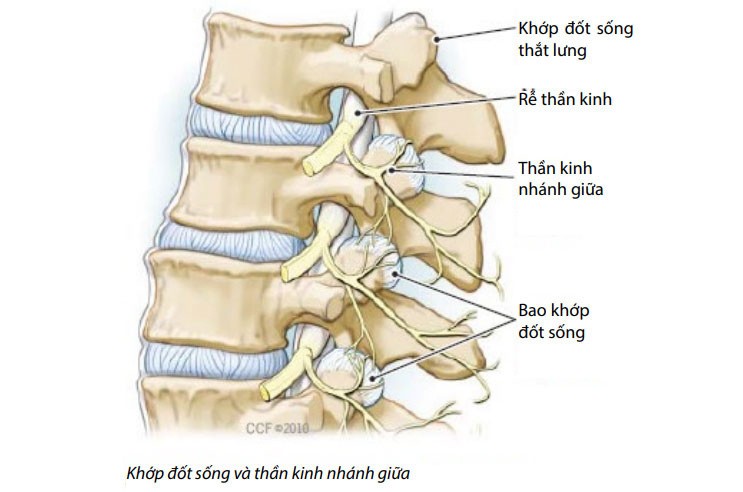 Khớp đốt sống
thắt lưng
Rể thần kinh
Thần kinh
nhánh giữa
Bao khớp
đốt sống
CCF ©2010
Khớp đốt sống và thần kinh nhánh giữa